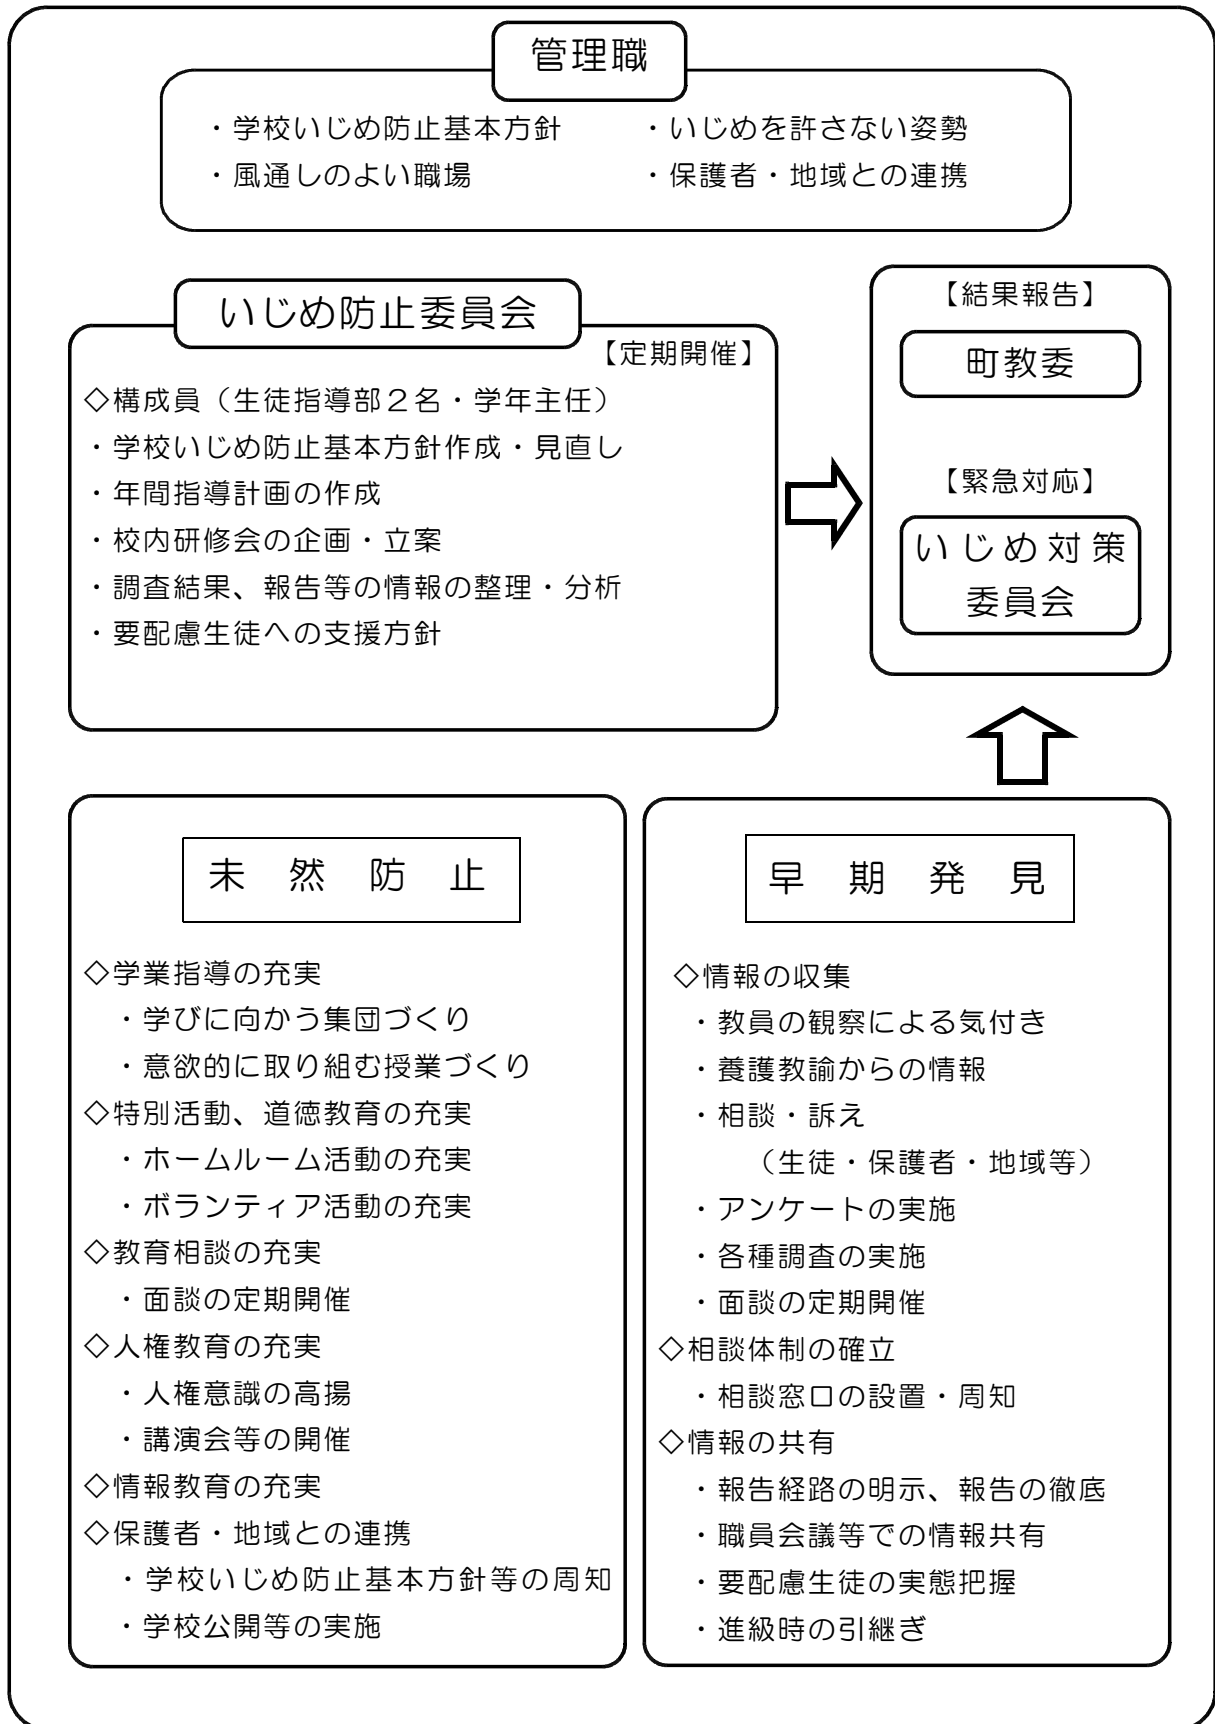 管理職
・学校いじめ防止基本方針　　・いじめを許さない姿勢
・風通しのよい職場　　・保護者・地域との連携
いじめ防止委員会
【定期開催】
◇構成員（生徒指導部２名・学年主任）
・学校いじめ防止基本方針作成・見直し
・年間指導計画の作成
・校内研修会の企画・立案
・調査結果、報告等の情報の整理・分析
・要配慮生徒への支援方針
【結果報告】
町教委
【緊急対応】
いじめ対策
委員会
未然防止
◇学業指導の充実
・学びに向かう集団づくり
・意欲的に取り組む授業づくり
◇特別活動、道徳教育の充実
・ホームルーム活動の充実
・ボランティア活動の充実
◇教育相談の充実
・面談の定期開催
◇人権教育の充実
・人権意識の高揚
・講演会等の開催
◇情報教育の充実
◇保護者・地域との連携
・学校いじめ防止基本方針等の周知
・学校公開等の実施
早期発見
◇情報の収集
・教員の観察による気付き
・養護教諭からの情報
・相談・訴え
（生徒・保護者・地域等）
・アンケートの実施
・各種調査の実施
・面談の定期開催
◇相談体制の確立
・相談窓口の設置・周知
◇情報の共有
・報告経路の明示、報告の徹底
・職員会議等での情報共有
・要配慮生徒の実態把握
・進級時の引継ぎ